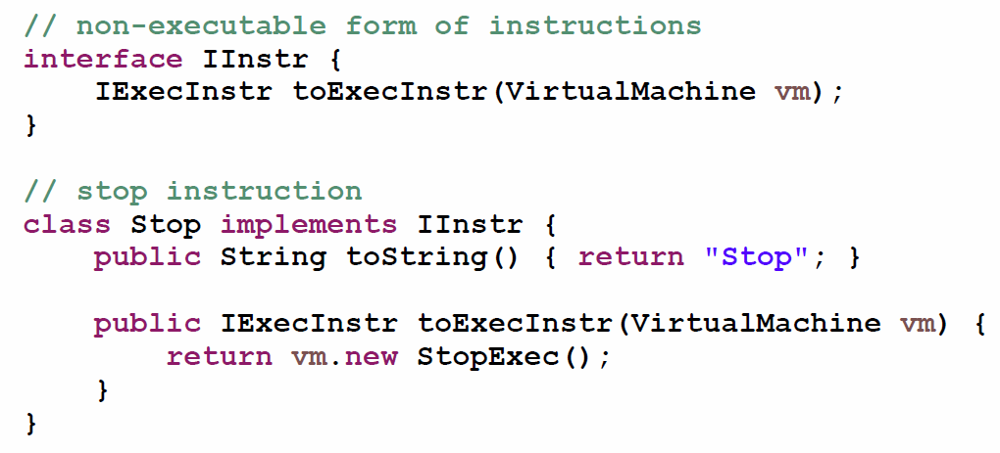 // non-executable form of instructions
interface IInstr {
    IExecInstr toExecInstr(VirtualMachine vm);
}

// stop instruction
class Stop implements IInstr {
    public String toString() { return "Stop"; }

    public IExecInstr toExecInstr(VirtualMachine vm) {
        return vm.new StopExec();
    }
}